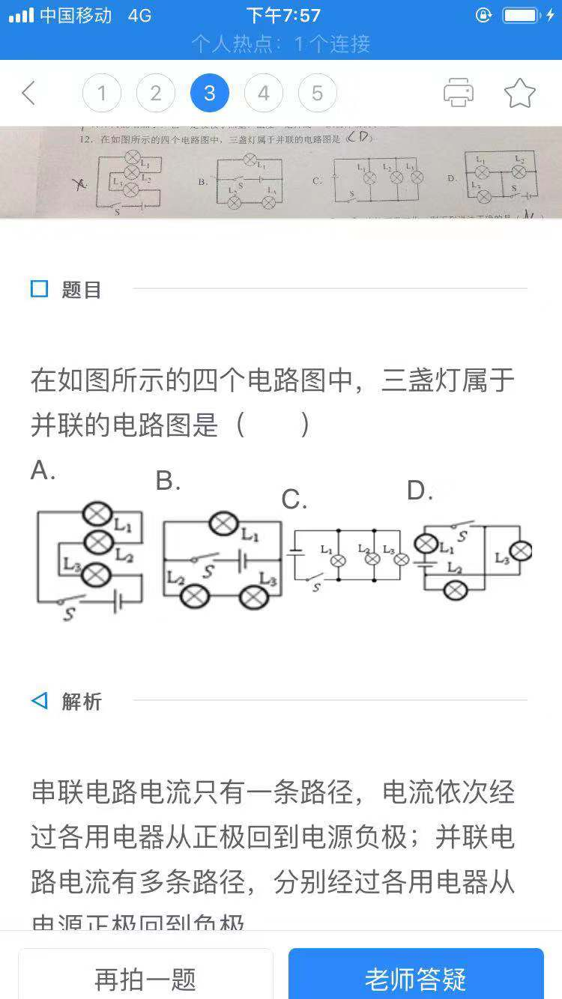 中国移动 4G 下午7:57
个人热点：1个连接
1 2 3 4 5
12．在如图所示的四个电路图中，三盏灯属于并联的电路图是（CD）
A. L₁ L₂ L₃ S
B. L₁ S L₂ L₃
C. L₁ L₂ L₃ S
D. L₁ L₂ L₃ S
题目
在如图所示的四个电路图中，三盏灯属于
并联的电路图是（　　）
A. B. C. D.
L₁ L₂ L₃ S
L₁ S L₂ L₃
L₁ L₂ L₃ S
S L₁ L₂ L₃
解析
串联电路电流只有一条路径，电流依次经
过各用电器从正极回到电源负极；并联电
路电流有多条路径，分别经过各用电器从
电源正极回到负极
再拍一题 老师答疑